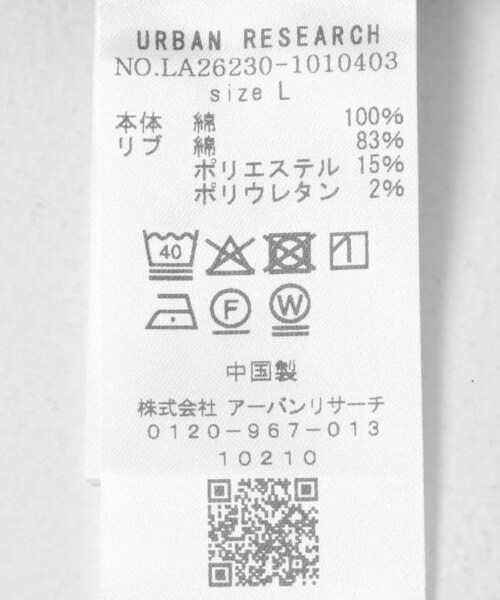 URBAN RESEARCH
NO.LA26230-1010403
size L
本体 綿 100%
リブ 綿 83%
ポリエステル 15%
ポリウレタン 2%
40
F W
中国製
株式会社 アーバンリサーチ
0120-967-013
10210